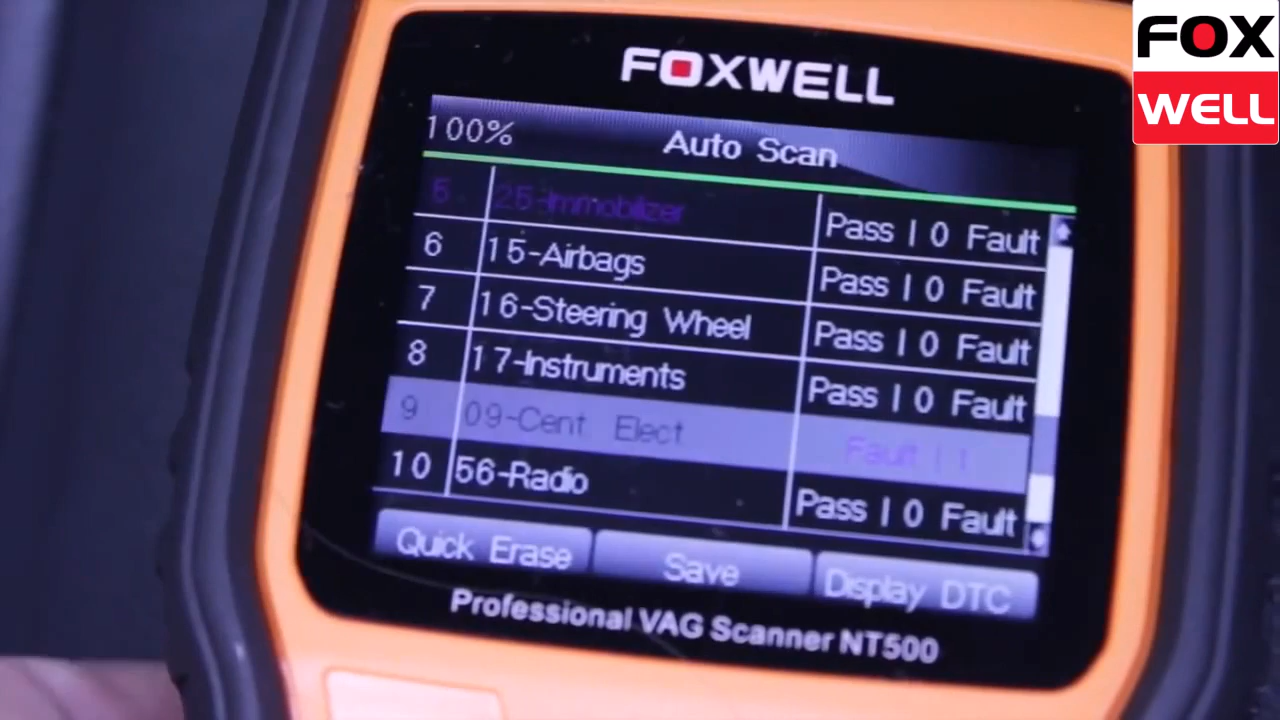 FOX
WELL
FOXWELL
100% Auto Scan
5 25-Immobilizer Pass | 0 Fault
6 15-Airbags Pass | 0 Fault
7 16-Steering Wheel Pass | 0 Fault
8 17-Instruments Pass | 0 Fault
9 09-Cent Elect Fault | 1
10 56-Radio Pass | 0 Fault
Quick Erase Save Display DTC
Professional VAG Scanner NT500